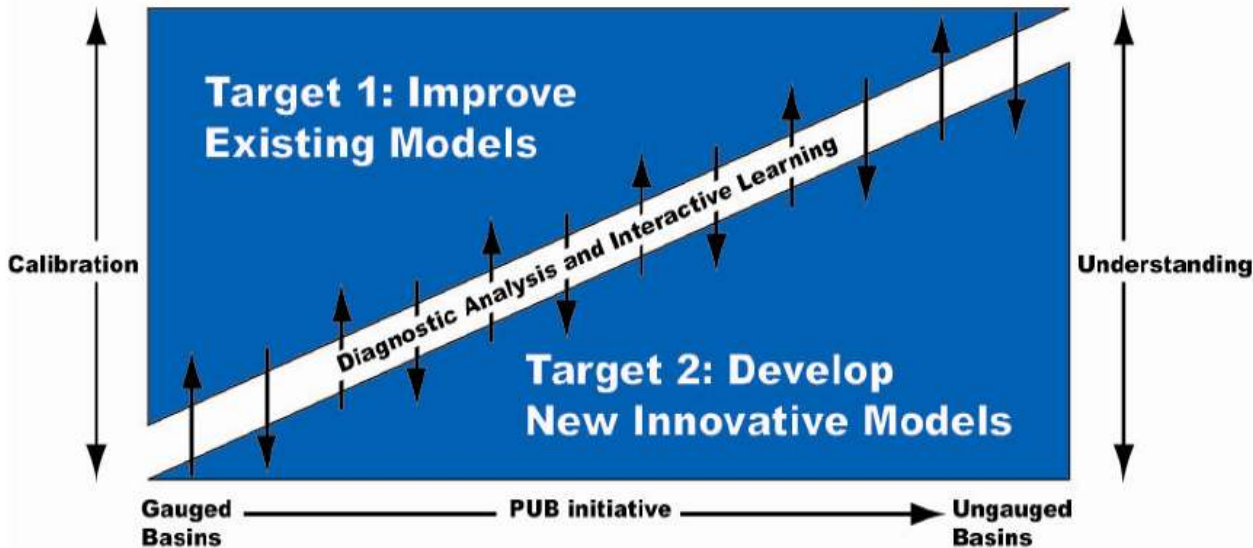 Target 1: Improve
Existing Models
Calibration
Diagnostic Analysis and Interactive Learning
Understanding
Target 2: Develop
New Innovative Models
Gauged
Basins
PUB initiative
Ungauged
Basins